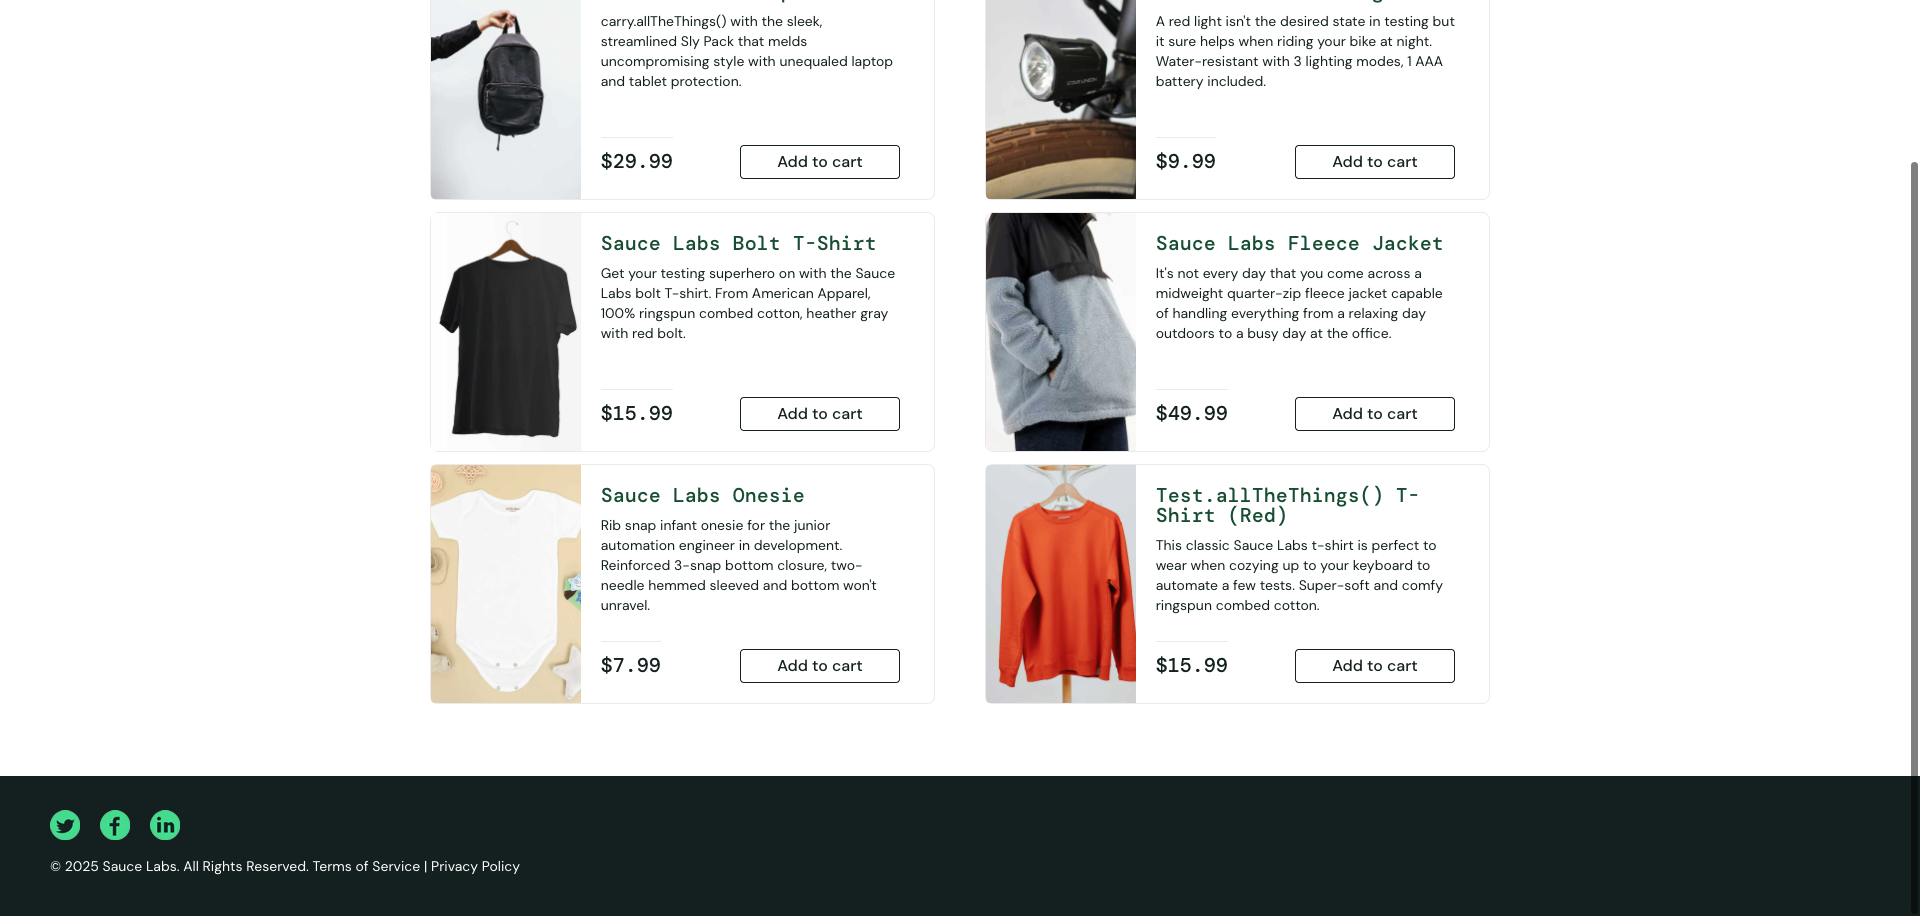 carry.allTheThings() with the sleek,
streamlined Sly Pack that melds
uncompromising style with unequaled laptop
and tablet protection.
$29.99
Add to cart
A red light isn't the desired state in testing but
it sure helps when riding your bike at night.
Water-resistant with 3 lighting modes, 1 AAA
battery included.
$9.99
Add to cart
Sauce Labs Bolt T-Shirt
Get your testing superhero on with the Sauce
Labs bolt T-shirt. From American Apparel,
100% ringspun combed cotton, heather gray
with red bolt.
$15.99
Add to cart
Sauce Labs Fleece Jacket
It's not every day that you come across a
midweight quarter-zip fleece jacket capable
of handling everything from a relaxing day
outdoors to a busy day at the office.
$49.99
Add to cart
Sauce Labs Onesie
Rib snap infant onesie for the junior
automation engineer in development.
Reinforced 3-snap bottom closure, two-
needle hemmed sleeved and bottom won't
unravel.
$7.99
Add to cart
Test.allTheThings() T-
Shirt (Red)
This classic Sauce Labs t-shirt is perfect to
wear when cozying up to your keyboard to
automate a few tests. Super-soft and comfy
ringspun combed cotton.
$15.99
Add to cart
© 2025 Sauce Labs. All Rights Reserved. Terms of Service | Privacy Policy